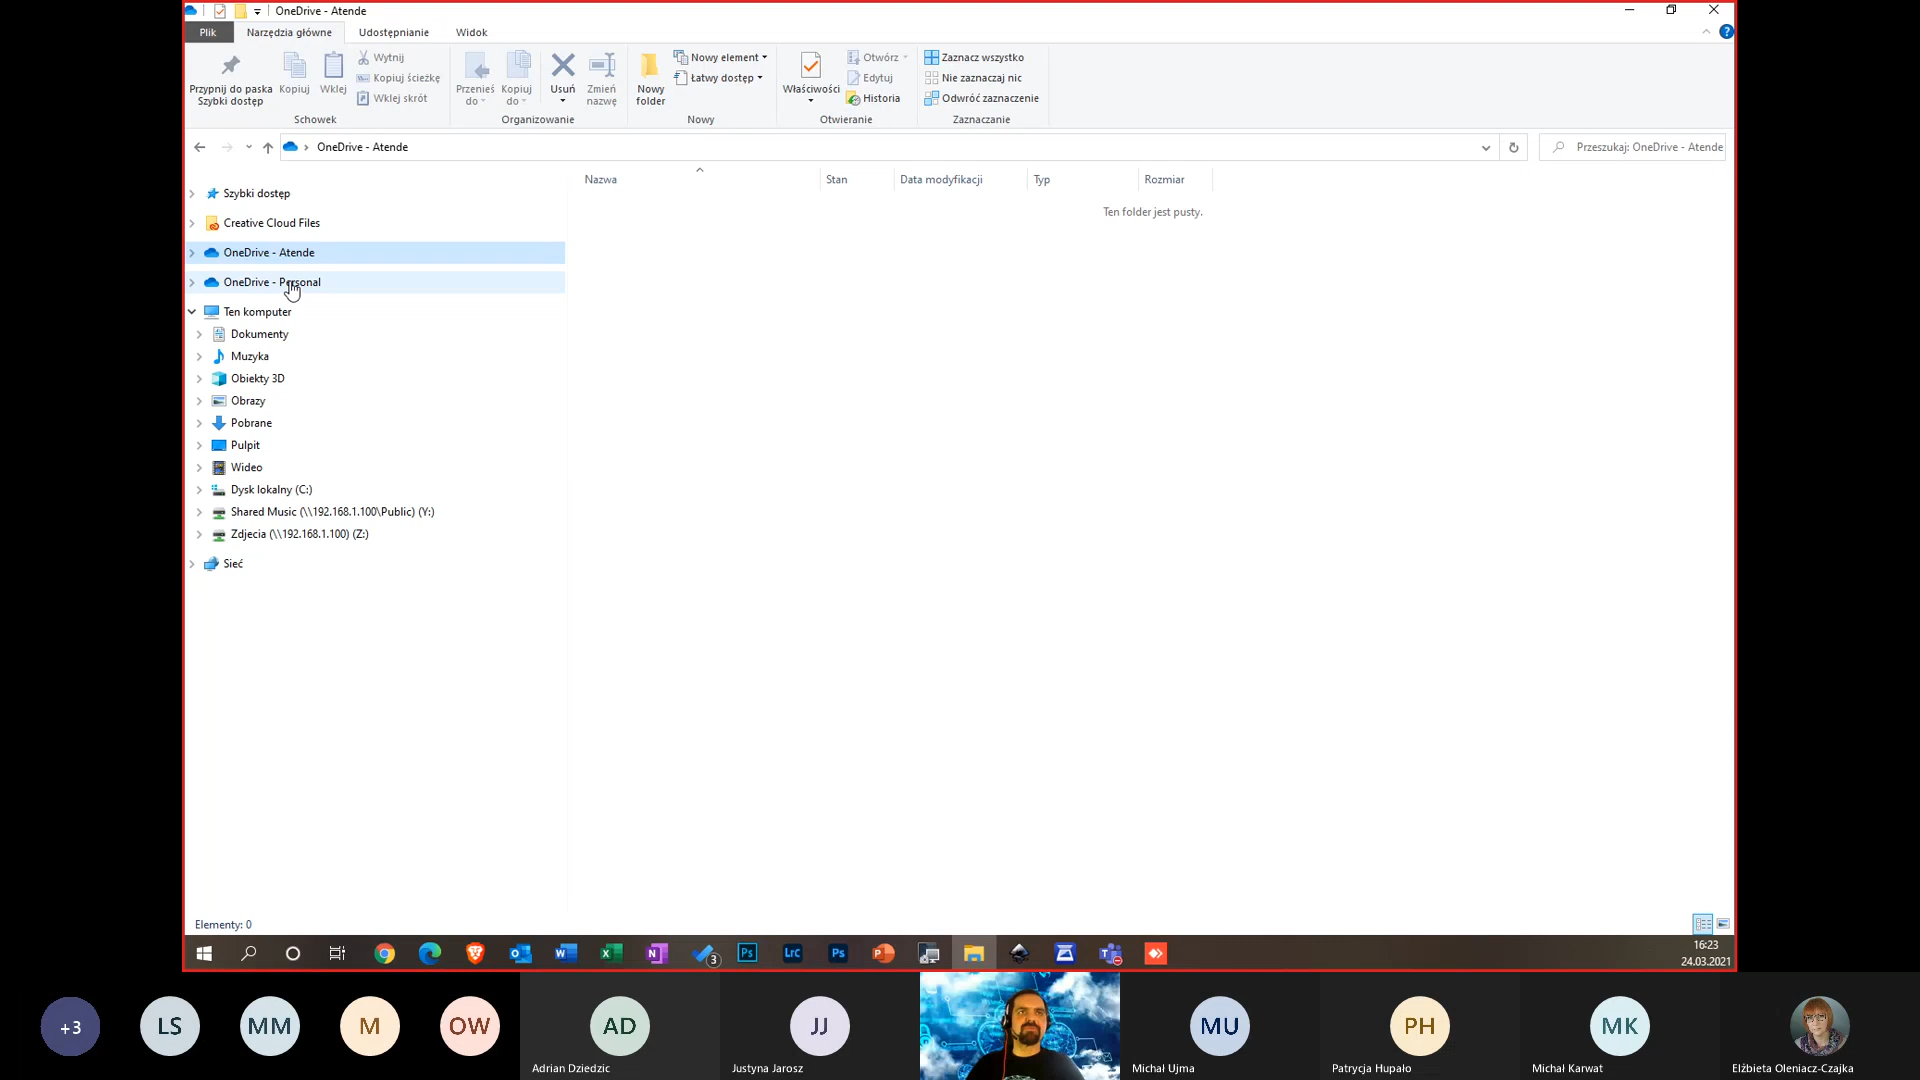 OneDrive - Atende
Plik
Narzędzia główne
Udostępnianie
Widok
Przypnij do paska
Szybki dostęp
Kopiuj
Wklej
Wytnij
Kopiuj ścieżkę
Wklej skrót
Schowek
Przenieś
do
Kopiuj
do
Usuń
Zmień
nazwę
Organizowanie
Nowy
folder
Nowy element
Łatwy dostęp
Nowy
Właściwości
Otwórz
Edytuj
Historia
Otwieranie
Zaznacz wszystko
Nie zaznaczaj nic
Odwróć zaznaczenie
Zaznaczanie
OneDrive - Atende
Przeszukaj: OneDrive - Atende
Nazwa
Stan
Data modyfikacji
Typ
Rozmiar
Ten folder jest pusty.
Szybki dostęp
Creative Cloud Files
OneDrive - Atende
OneDrive - Personal
Ten komputer
Dokumenty
Muzyka
Obiekty 3D
Obrazy
Pobrane
Pulpit
Wideo
Dysk lokalny (C:)
Shared Music (\\192.168.1.100\Public) (Y:)
Zdjecia (\\192.168.1.100) (Z:)
Sieć
Elementy: 0
3
Ps
LrC
Ps
16:23
24.03.2021
+3
LS
MM
M
OW
AD
Adrian Dziedzic
JJ
Justyna Jarosz
MU
Michał Ujma
PH
Patrycja Hupało
MK
Michał Karwat
Elżbieta Oleniacz-Czajka